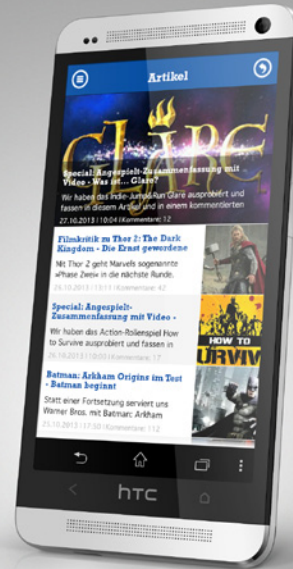 Artikel
GLARE
Special: Angespielt-Zusammenfassung mit
Video - Was ist... Glare?
Wir haben das Indie-Jump&Run Glare ausprobiert und
fassen in diesem Artikel und in einem kommentierten
27.10.2013 | 10:04 | Kommentare: 12
Filmkritik zu Thor 2: The Dark
Kingdom - Die Ernst gewordene
Mit Thor 2 geht Marvels sogenannte
»Phase Zwei« in die nächste Runde.
26.10.2013 | 13:11 | Kommentare: 42
Special: Angespielt-
Zusammenfassung mit Video -
Wir haben das Action-Rollenspiel How
to Survive ausprobiert und fassen in
26.10.2013 | 10:00 | Kommentare: 17
HOW TO
URVIV
Batman: Arkham Origins im Test
- Batman beginnt
Statt einer Fortsetzung serviert uns
Warner Bros. mit Batman: Arkham
25.10.2013 | 17:50 | Kommentare: 112
hTC